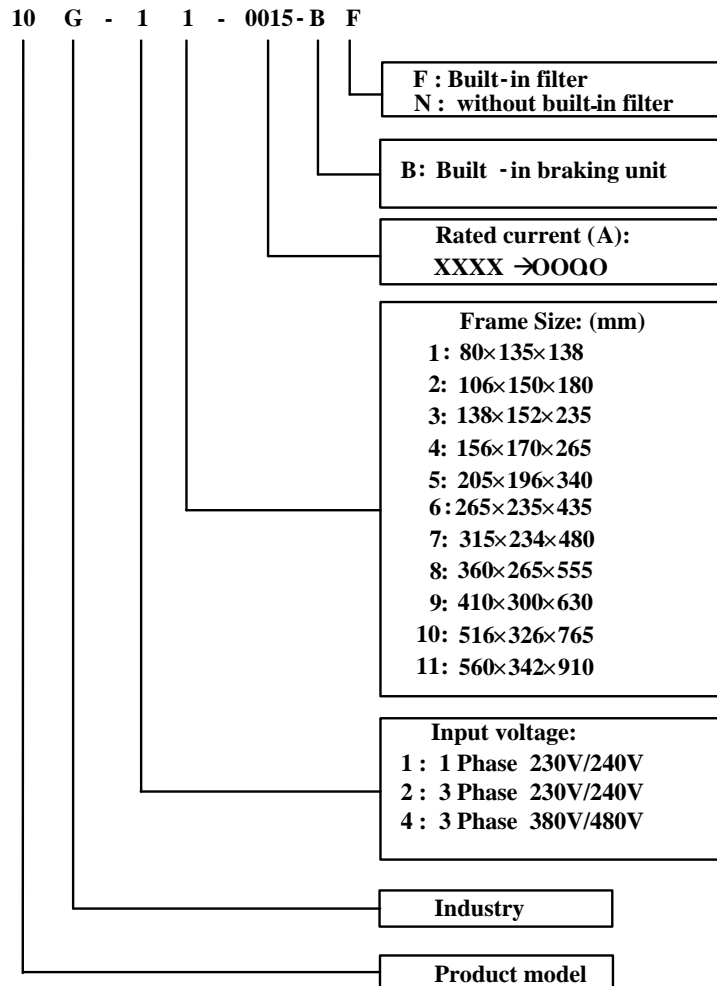 10 G - 1 1 - 0015 - B F
F : Built-in filter
N : without built-in filter
B: Built - in braking unit
Rated current (A):
XXXX →OOO.O
Frame Size: (mm)
1: 80×135×138
2: 106×150×180
3: 138×152×235
4: 156×170×265
5: 205×196×340
6: 265×235×435
7: 315×234×480
8: 360×265×555
9: 410×300×630
10: 516×326×765
11: 560×342×910
Input voltage:
1 : 1 Phase 230V/240V
2 : 3 Phase 230V/240V
4 : 3 Phase 380V/480V
Industry
Product model